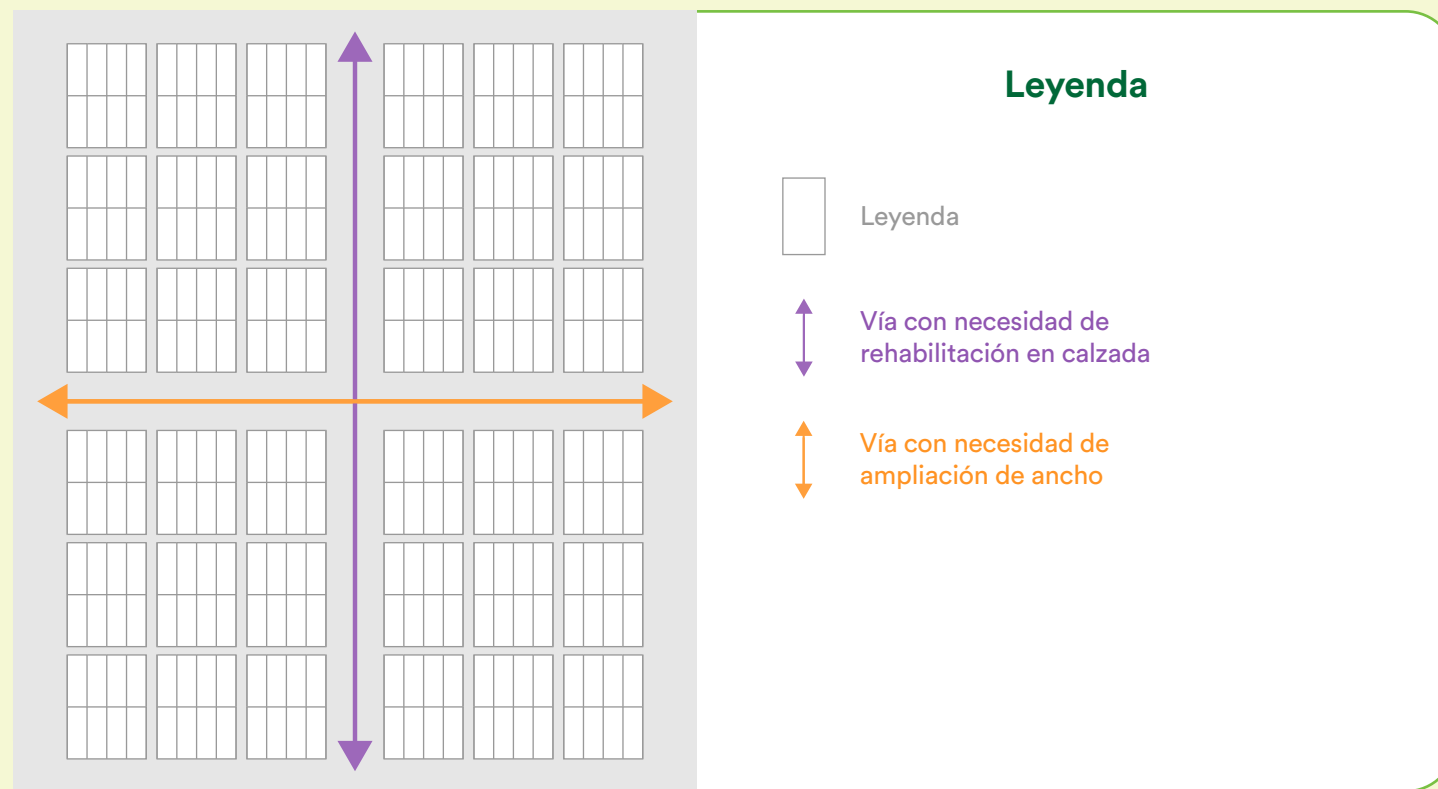 Leyenda
Leyenda
Vía con necesidad de
rehabilitación en calzada
Vía con necesidad de
ampliación de ancho